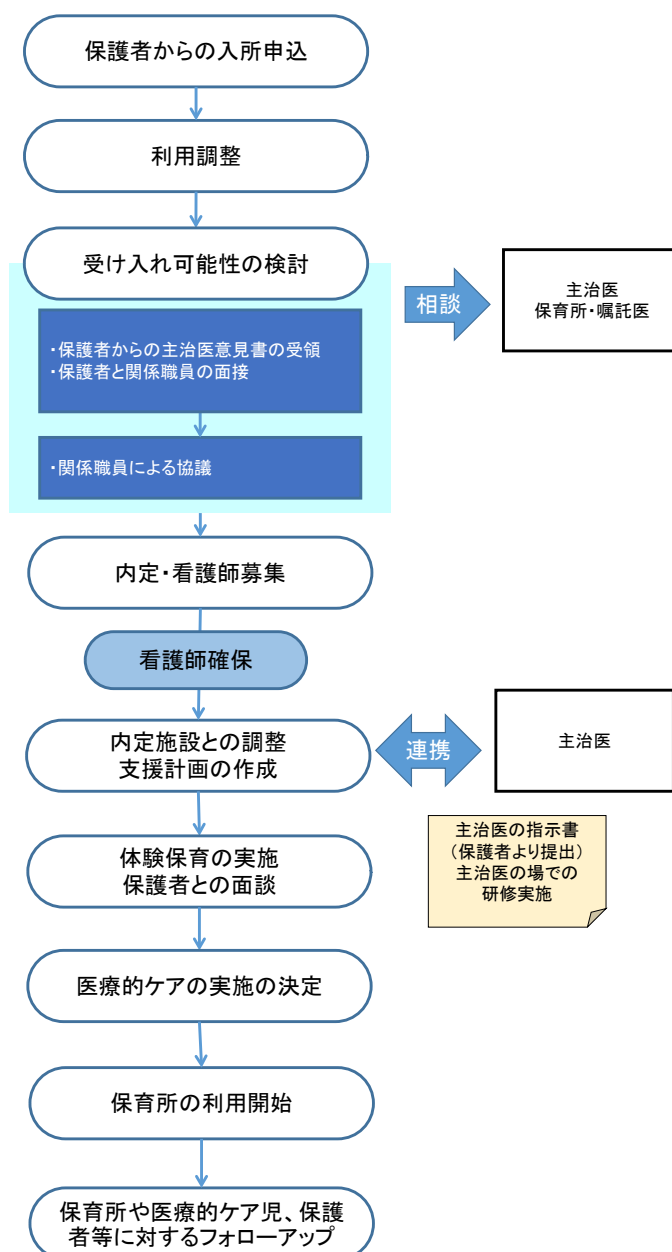 保護者からの入所申込
利用調整
受け入れ可能性の検討
・保護者からの主治医意見書の受領
・保護者と関係職員の面接
・関係職員による協議
相談
主治医
保育所・嘱託医
内定・看護師募集
看護師確保
内定施設との調整
支援計画の作成
連携
主治医
主治医の指示書
（保護者より提出）
主治医の場での
研修実施
体験保育の実施
保護者との面談
医療的ケアの実施の決定
保育所の利用開始
保育所や医療的ケア児、保護
者等に対するフォローアップ